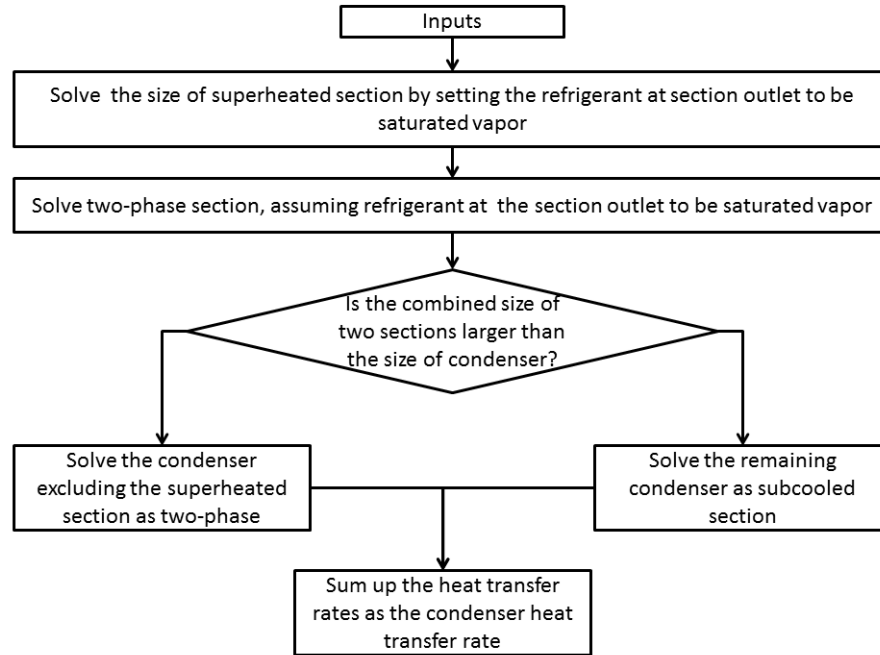 Inputs
Solve the size of superheated section by setting the refrigerant at section outlet to be
saturated vapor
Solve two-phase section, assuming refrigerant at the section outlet to be saturated vapor
Is the combined size of
two sections larger than
the size of condenser?
Solve the condenser
excluding the superheated
section as two-phase
Solve the remaining
condenser as subcooled
section
Sum up the heat transfer
rates as the condenser heat
transfer rate